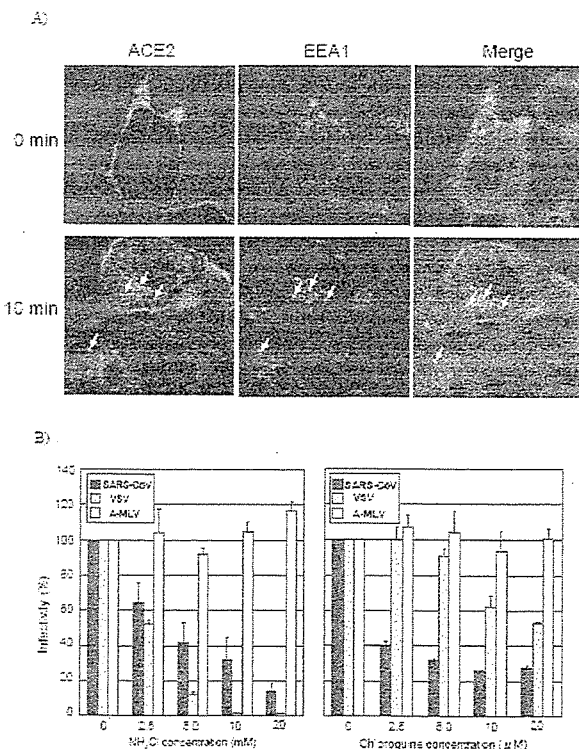 A)
ACE2 EEA1 Merge
0 min
10 min
B)
140
120
100
80
60
40
20
0
Infectivity (%)
SARS-CoV
VSV
A-MLV
0 2.5 5.0 10 20
NH4Cl concentration (mM)
SARS-CoV
VSV
A-MLV
0 2.5 5.0 10 20
Chloroquine concentration (μM)